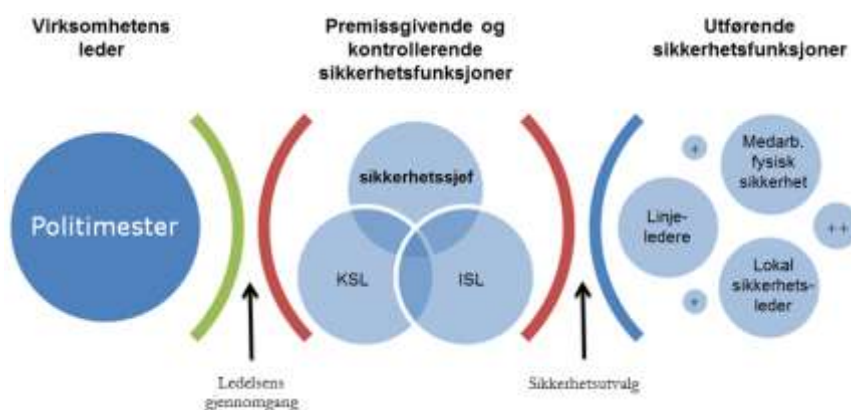 Virksomhetens
leder
Premissgivende og
kontrollerende
sikkerhetsfunksjoner
Utførende
sikkerhetsfunksjoner
Politimester
sikkerhetssjef
KSL
ISL
+
Medarb.
fysisk
sikkerhet
Linje-
ledere
++
Lokal
sikkerhets-
leder
+
Ledelsens
gjennomgang
Sikkerhetsutvalg